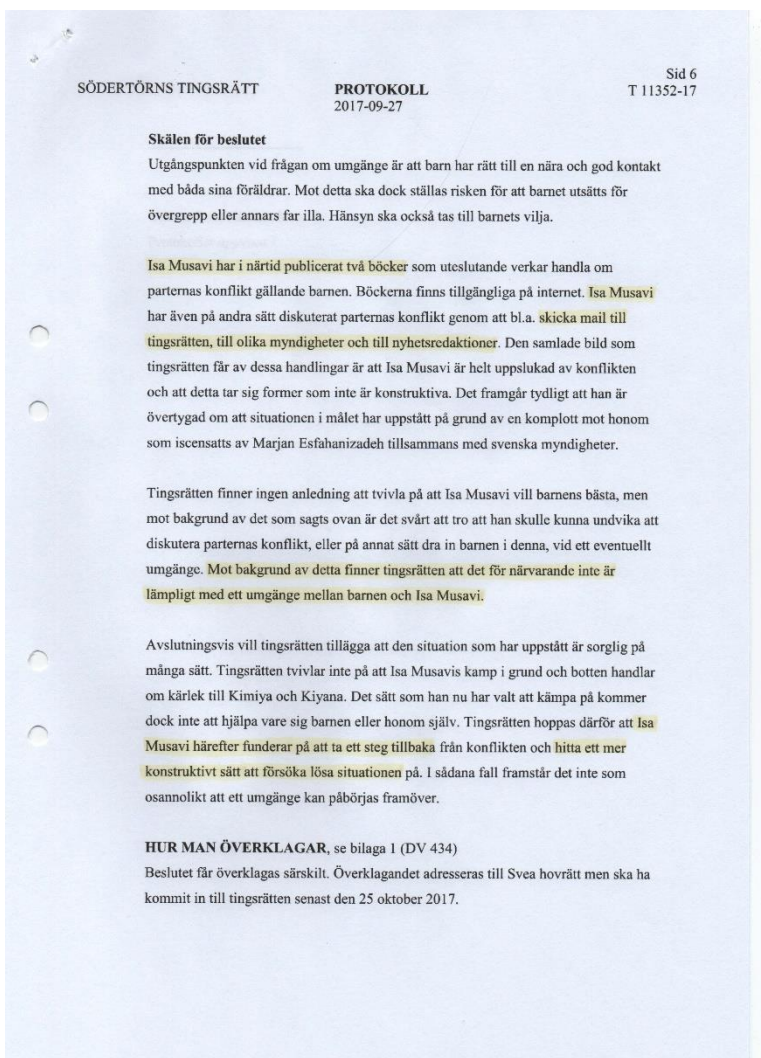 Sid 6
SÖDERTÖRNS TINGSRÄTT PROTOKOLL T 11352-17
2017-09-27
Skälen för beslutet
Utgångspunkten vid frågan om umgänge är att barn har rätt till en nära och god kontakt
med båda sina föräldrar. Mot detta ska dock ställas risken för att barnet utsätts för
övergrepp eller annars far illa. Hänsyn ska också tas till barnets vilja.
Isa Musavi har i närtid publicerat två böcker som uteslutande verkar handla om
parternas konflikt gällande barnen. Böckerna finns tillgängliga på internet. Isa Musavi
har även på andra sätt diskuterat parternas konflikt genom att bl.a. skicka mail till
tingsrätten, till olika myndigheter och till nyhetsredaktioner. Den samlade bild som
tingsrätten får av dessa handlingar är att Isa Musavi är helt uppslukad av konflikten
och att detta tar sig former som inte är konstruktiva. Det framgår tydligt att han är
övertygad om att situationen i målet har uppstått på grund av en komplott mot honom
som iscensatts av Marjan Esfahanizadeh tillsammans med svenska myndigheter.
Tingsrätten finner ingen anledning att tvivla på att Isa Musavi vill barnens bästa, men
mot bakgrund av det som sagts ovan är det svårt att tro att han skulle kunna undvika att
diskutera parternas konflikt, eller på annat sätt dra in barnen i denna, vid ett eventuellt
umgänge. Mot bakgrund av detta finner tingsrätten att det för närvarande inte är
lämpligt med ett umgänge mellan barnen och Isa Musavi.
Avslutningsvis vill tingsrätten tillägga att den situation som har uppstått är sorglig på
många sätt. Tingsrätten tvivlar inte på att Isa Musavis kamp i grund och botten handlar
om kärlek till Kimiya och Kiyana. Det sätt som han nu har valt att kämpa på kommer
dock inte att hjälpa vare sig barnen eller honom själv. Tingsrätten hoppas därför att Isa
Musavi härefter funderar på att ta ett steg tillbaka från konflikten och hitta ett mer
konstruktivt sätt att försöka lösa situationen på. I sådana fall framstår det inte som
osannolikt att ett umgänge kan påbörjas framöver.
HUR MAN ÖVERKLAGAR, se bilaga 1 (DV 434)
Beslutet får överklagas särskilt. Överklagandet adresseras till Svea hovrätt men ska ha
kommit in till tingsrätten senast den 25 oktober 2017.